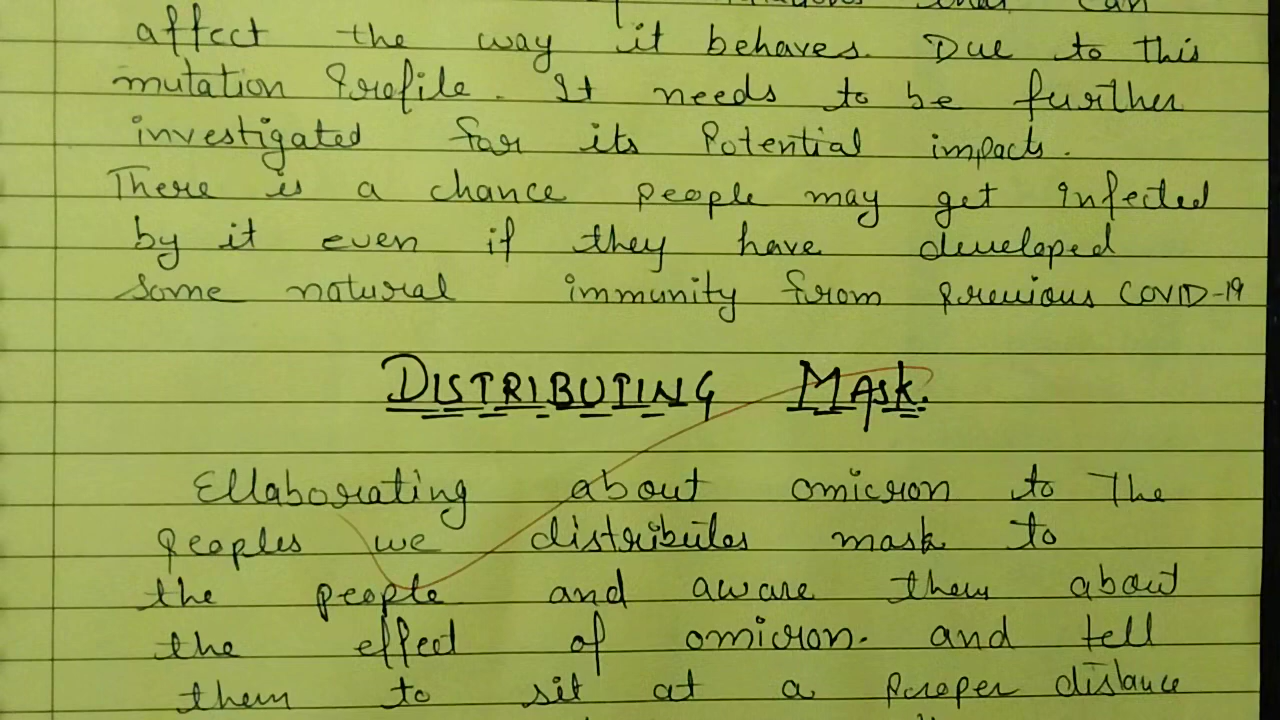 that can
affect the way it behaves. Due to this
mutation Profile. It needs to be further
investigated for its Potential impacts.
There is a chance people may get infected
by it even if they have developed
some natural immunity from previous COVID-19
DISTRIBUTING MASK.
Ellaborating about omicron to The
peoples we distributes mask to
the people and aware them about
the effect of omicron. and tell
them to sit at a proper distance